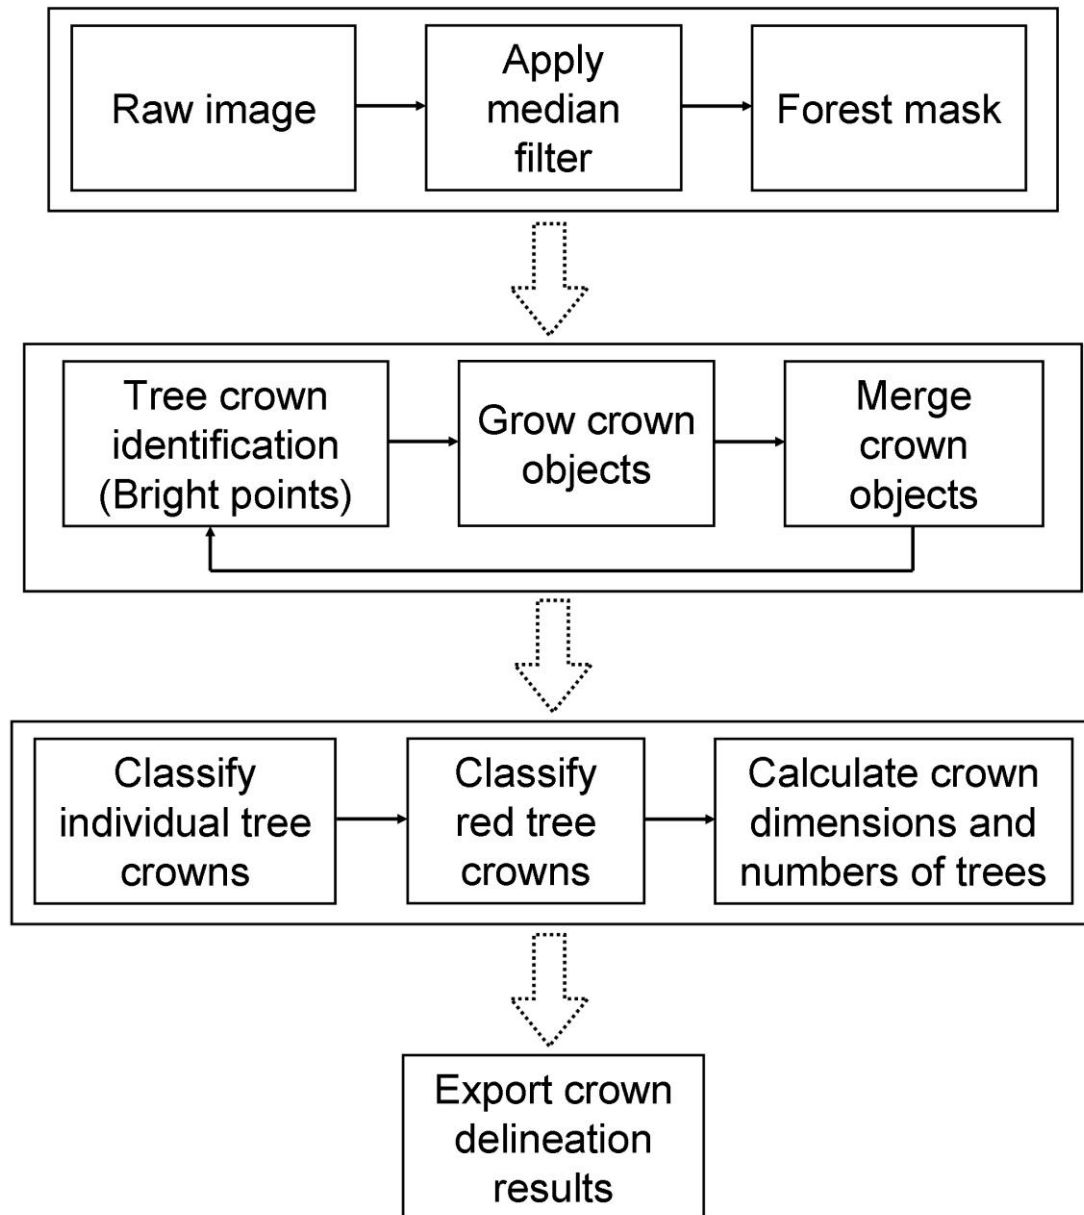 Raw image
Apply
median
filter
Forest mask
Tree crown
identification
(Bright points)
Grow crown
objects
Merge
crown
objects
Classify
individual tree
crowns
Classify
red tree
crowns
Calculate crown
dimensions and
numbers of trees
Export crown
delineation
results